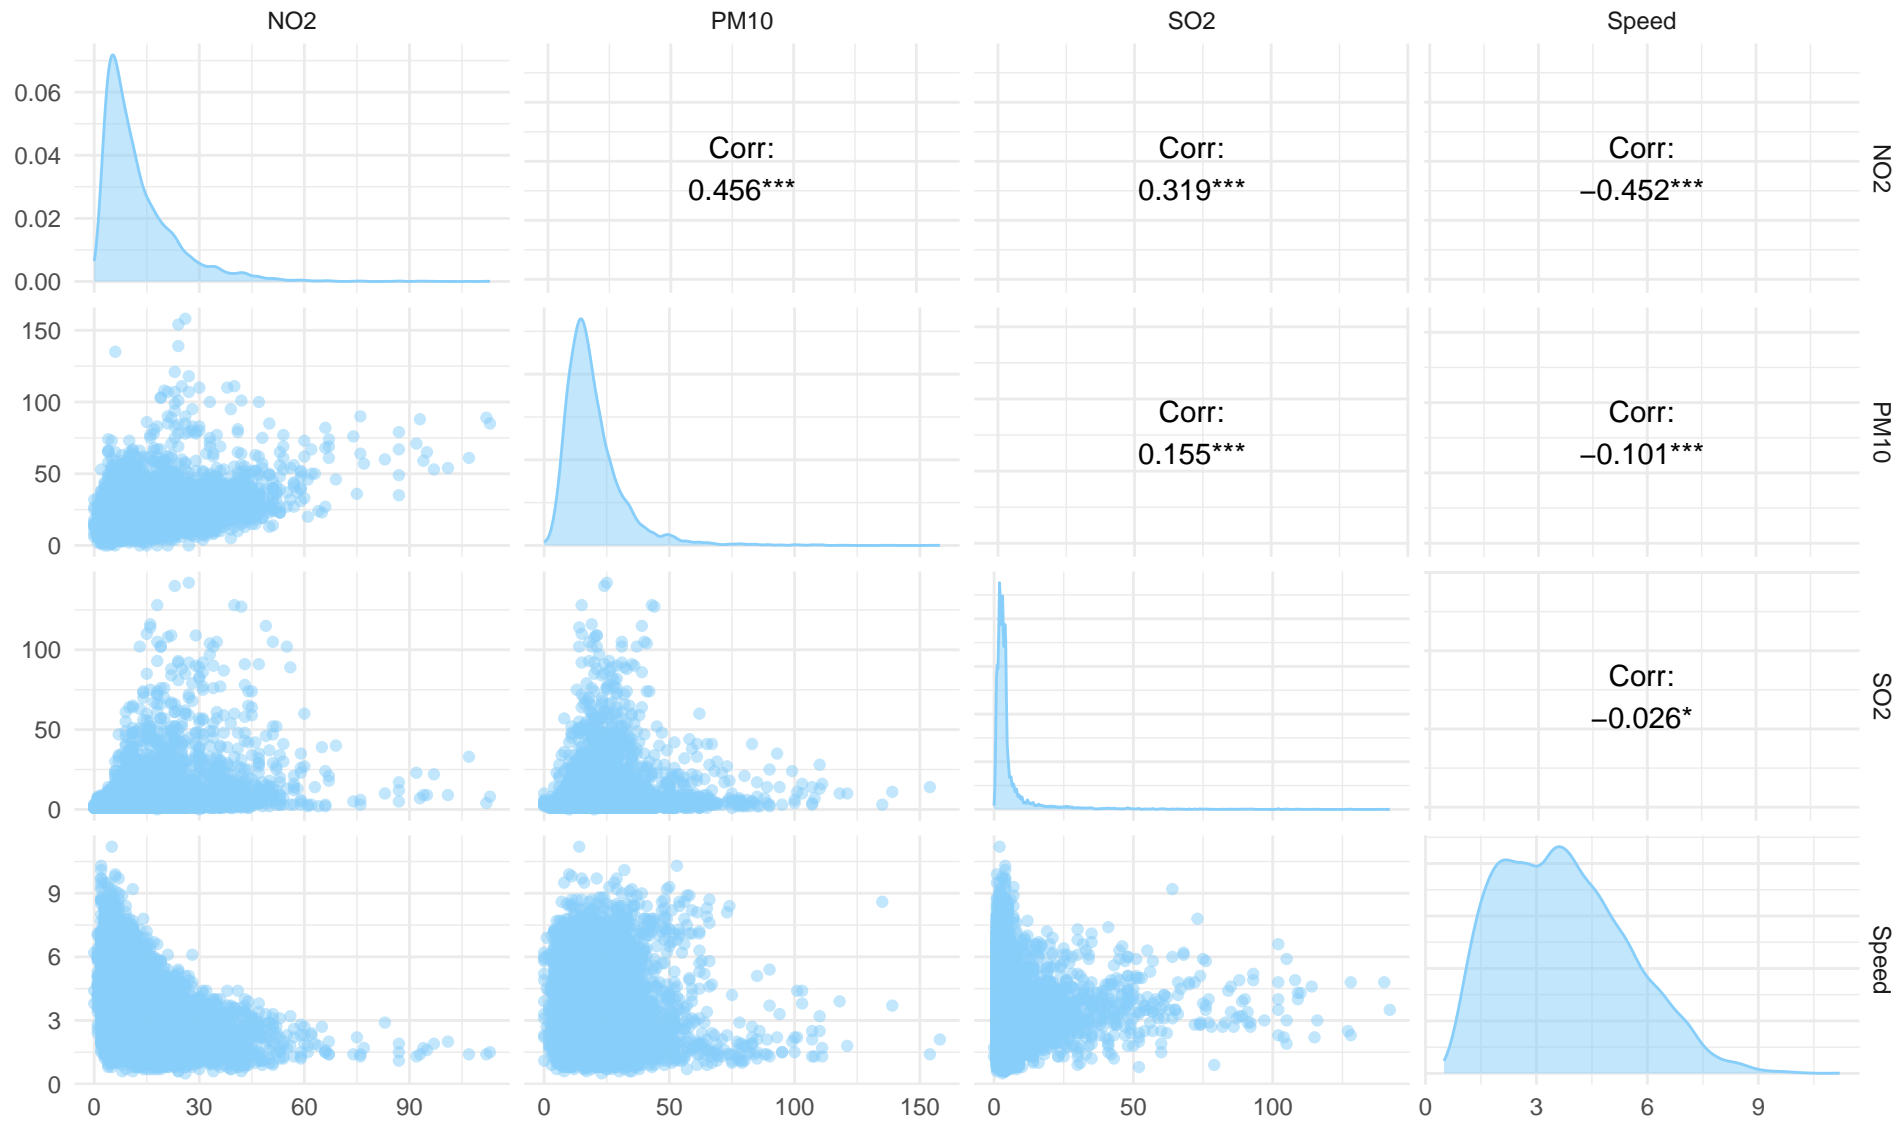 NO2 PM10 SO2 Speed
0.06
0.04
0.02
0.00
Corr:
0.456***
Corr:
0.319***
Corr:
−0.452***
NO2
150
100
50
0
Corr:
0.155***
Corr:
−0.101***
PM10
100
50
0
Corr:
−0.026*
SO2
9
6
3
0
Speed
0 30 60 90 0 50 100 150 0 50 100 0 3 6 9